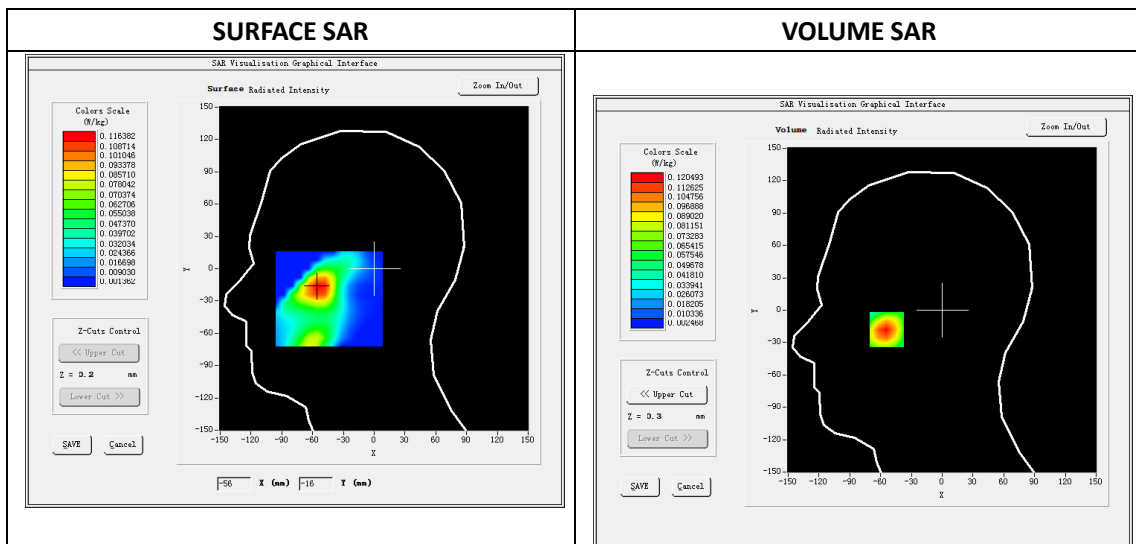 SURFACE SAR
VOLUME SAR
SAR Visualisation Graphical Interface
Surface Radiated Intensity
Zoom In/Out
Colors Scale
(W/kg)
0.116382
0.108714
0.101046
0.093378
0.085710
0.078042
0.070374
0.062706
0.055038
0.047370
0.039702
0.032034
0.024366
0.016698
0.009030
0.001362
150
120
90
60
30
0
-30
-60
-90
-120
-150
Y
-150 -120 -90 -60 -30 0 30 60 90 120 150
X
Z-Cuts Control
<< Upper Cut
Z = 0.2 mm
Lower Cut >>
SAVE Cancel
-56 X (mm) -16 Y (mm)
SAR Visualisation Graphical Interface
Volume Radiated Intensity
Zoom In/Out
Colors Scale
(W/kg)
0.120493
0.112625
0.104756
0.096888
0.089020
0.081151
0.073283
0.065415
0.057546
0.049678
0.041810
0.033941
0.026073
0.018205
0.010336
0.002468
150
120
90
60
30
0
-30
-60
-90
-120
-150
Y
-150 -120 -90 -60 -30 0 30 60 90 120 150
X
Z-Cuts Control
<< Upper Cut
Z = 0.3 mm
Lower Cut >>
SAVE Cancel